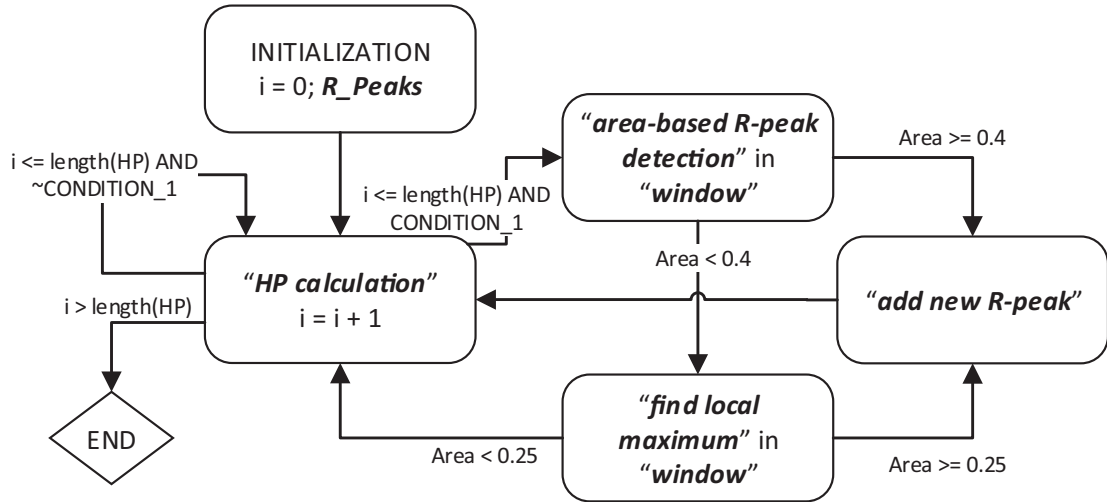 INITIALIZATION
i = 0; R_Peaks
i <= length(HP) AND
~CONDITION_1
i <= length(HP) AND
CONDITION_1
“area-based R-peak
detection” in
“window”
Area >= 0.4
Area < 0.4
“HP calculation”
i = i + 1
“add new R-peak”
i > length(HP)
END
“find local
maximum” in
“window”
Area < 0.25
Area >= 0.25